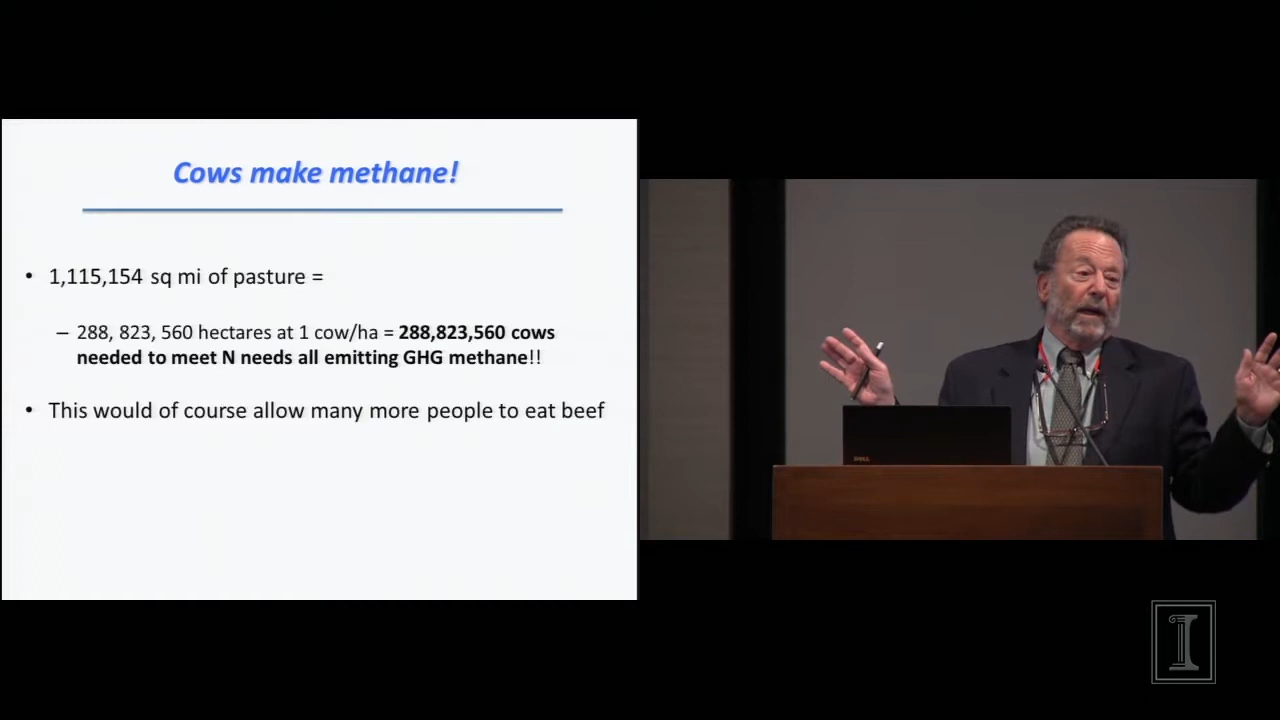 Cows make methane!
• 1,115,154 sq mi of pasture =
– 288, 823, 560 hectares at 1 cow/ha = 288,823,560 cows
needed to meet N needs all emitting GHG methane!!
• This would of course allow many more people to eat beef
DELL
I